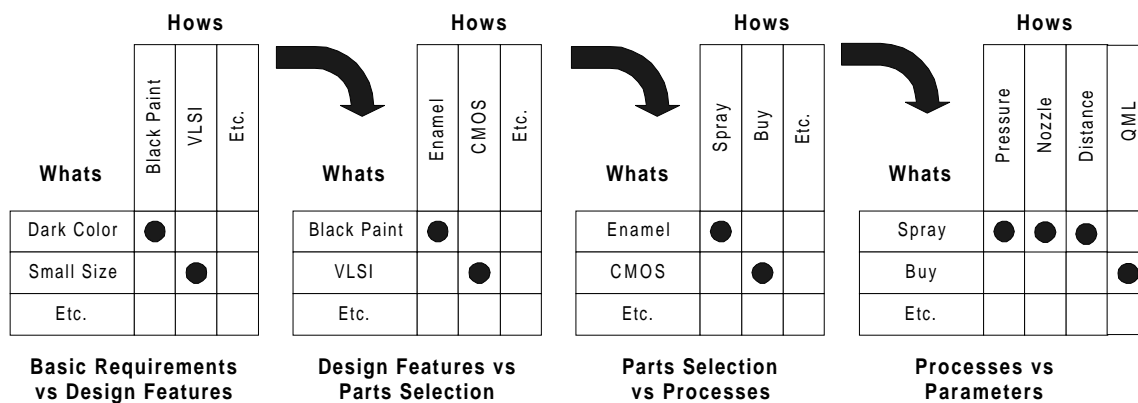 Hows
Black Paint
VLSI
Etc.
Whats
Dark Color
Small Size
Etc.
Basic Requirements
vs Design Features
Hows
Enamel
CMOS
Etc.
Whats
Black Paint
VLSI
Etc.
Design Features vs
Parts Selection
Hows
Spray
Buy
Etc.
Whats
Enamel
CMOS
Etc.
Parts Selection
vs Processes
Hows
Pressure
Nozzle
Distance
QML
Whats
Spray
Buy
Etc.
Processes vs
Parameters